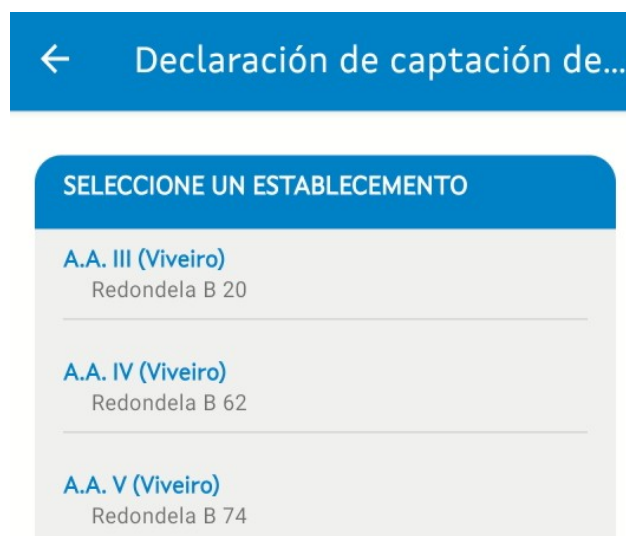 Declaración de captación de...
SELECCIONE UN ESTABLECEMENTO
A.A. III (Viveiro)
Redondela B 20
A.A. IV (Viveiro)
Redondela B 62
A.A. V (Viveiro)
Redondela B 74